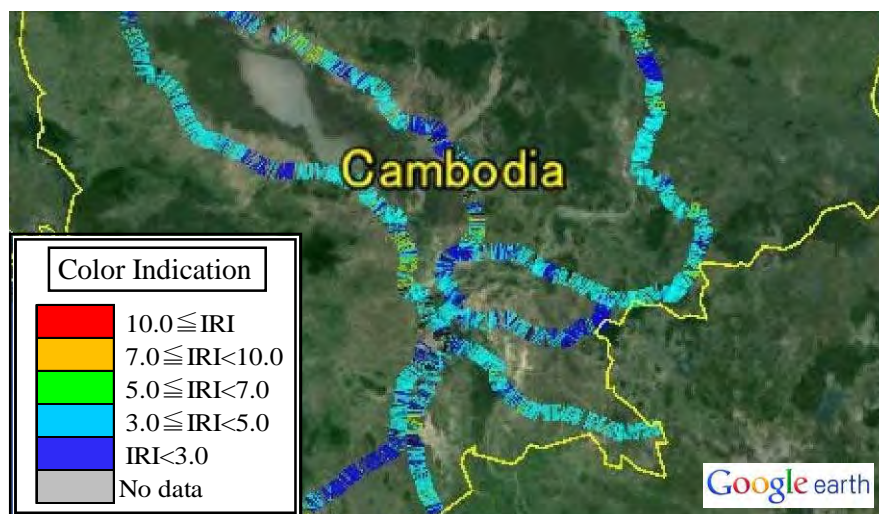 Cambodia
Color Indication
10.0≦IRI
7.0≦IRI<10.0
5.0≦IRI<7.0
3.0≦IRI<5.0
IRI<3.0
No data
Google earth